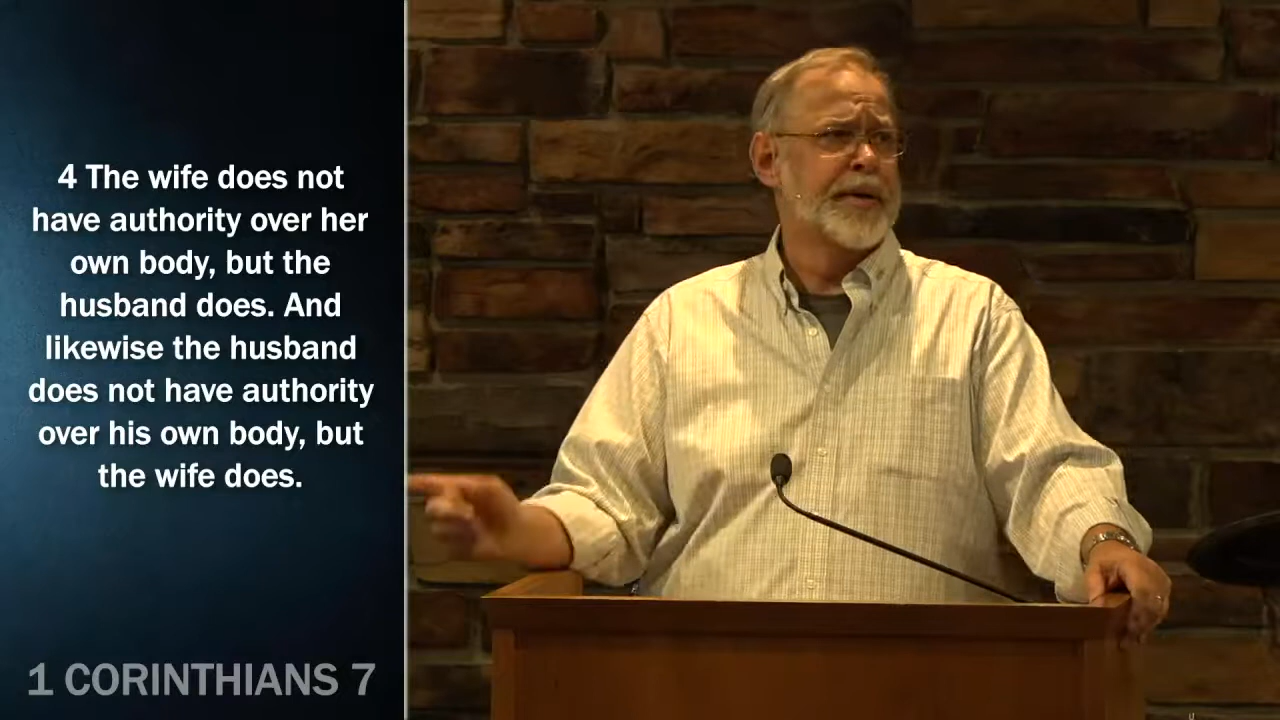 4 The wife does not
have authority over her
own body, but the
husband does. And
likewise the husband
does not have authority
over his own body, but
the wife does.
1 CORINTHIANS 7